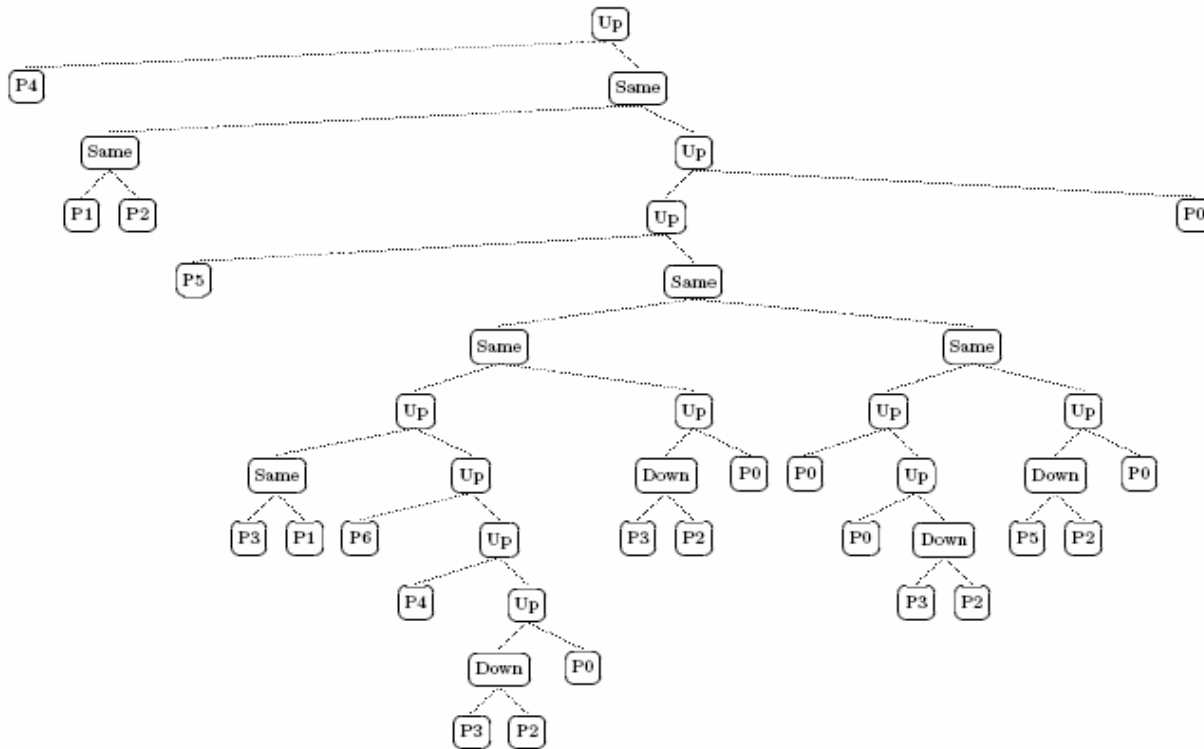 Up
P4
Same
Same Up
P1 P2 Up P0
P5 Same
Same Same
Up Up Up Up
Same Up Down P0 P0 Up Down P0
P3 P1 P6 Up P3 P2 P0 Down P5 P2
P4 Up P3 P2
Down P0
P3 P2